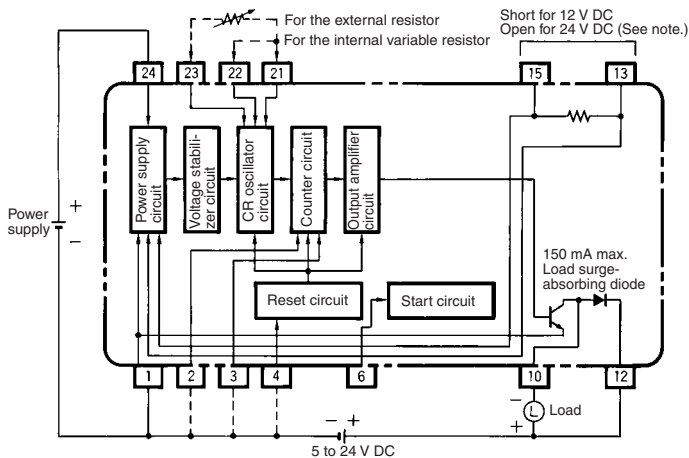 For the external resistor
For the internal variable resistor
Short for 12 V DC
Open for 24 V DC (See note.)
24
23
22
21
15
13
Power supply
circuit
Voltage stabili-
zer circuit
CR oscillator
circuit
Counter circuit
Output amplifier
circuit
Power
supply
+
−
150 mA max.
Load surge-
absorbing diode
Reset circuit
Start circuit
1
2
3
4
6
10
12
−
L
Load
+
− +
5 to 24 V DC